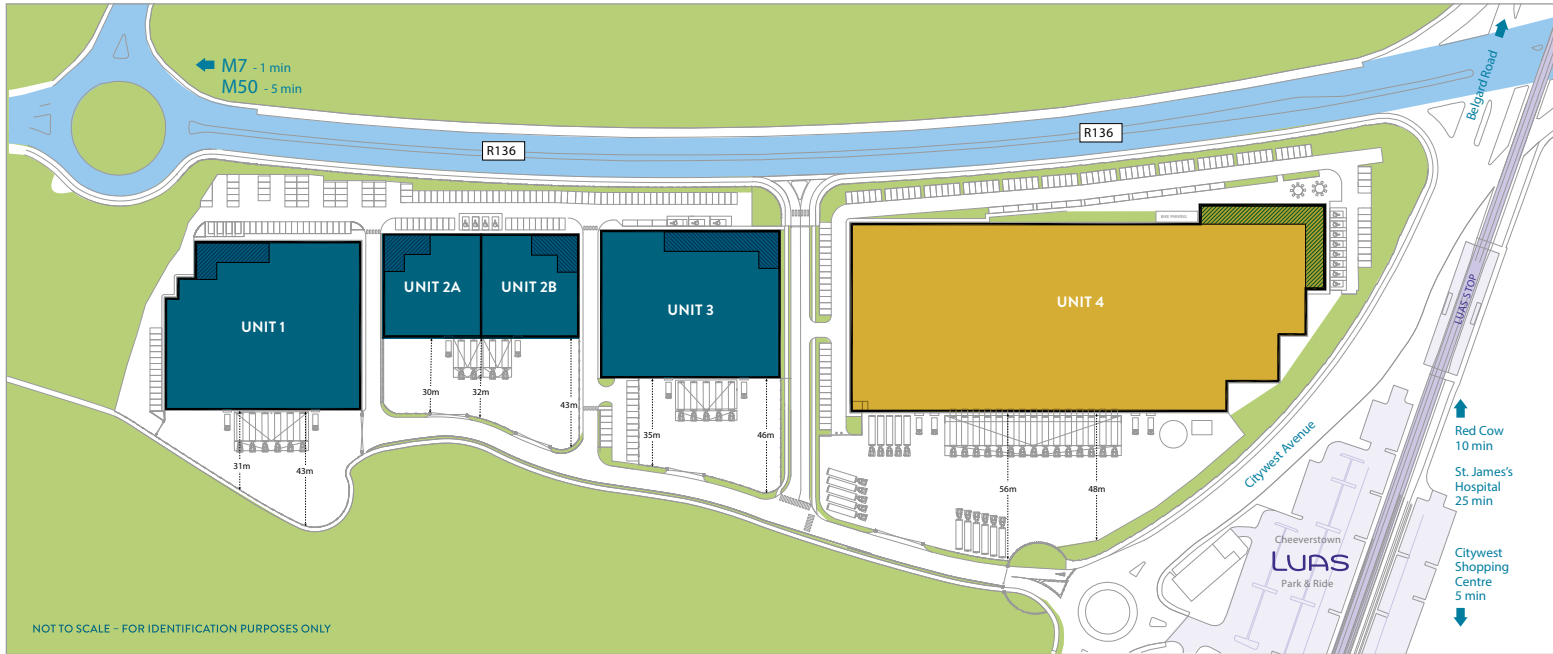 M7 - 1 min
M50 - 5 min
Belgard Road
R136
R136
BIKE PARKING
UNIT 1
UNIT 2A
UNIT 2B
UNIT 3
UNIT 4
LUAS STOP
30m
32m
43m
35m
46m
31m
43m
56m
48m
Citywest Avenue
Red Cow
10 min
St. James's
Hospital
25 min
Cheeverstown
LUAS
Park & Ride
Citywest
Shopping
Centre
5 min
NOT TO SCALE – FOR IDENTIFICATION PURPOSES ONLY